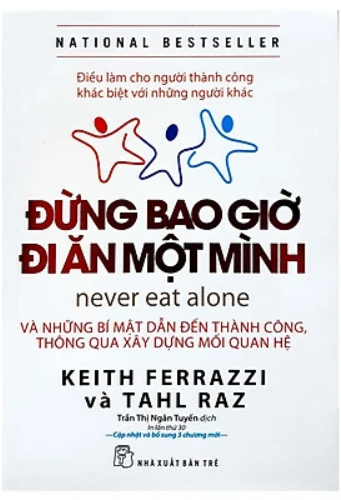 NATIONAL BESTSELLER
Điều làm cho người thành công
khác biệt với những người khác
ĐỪNG BAO GIỜ
ĐI ĂN MỘT MÌNH
never eat alone
VÀ NHỮNG BÍ MẬT DẪN ĐẾN THÀNH CÔNG,
THÔNG QUA XÂY DỰNG MỐI QUAN HỆ
KEITH FERRAZZI
và TAHL RAZ
Trần Thị Ngân Tuyến dịch
In lần thứ 30
—Cập nhật và bổ sung 3 chương mới—
NHÀ XUẤT BẢN TRẺ